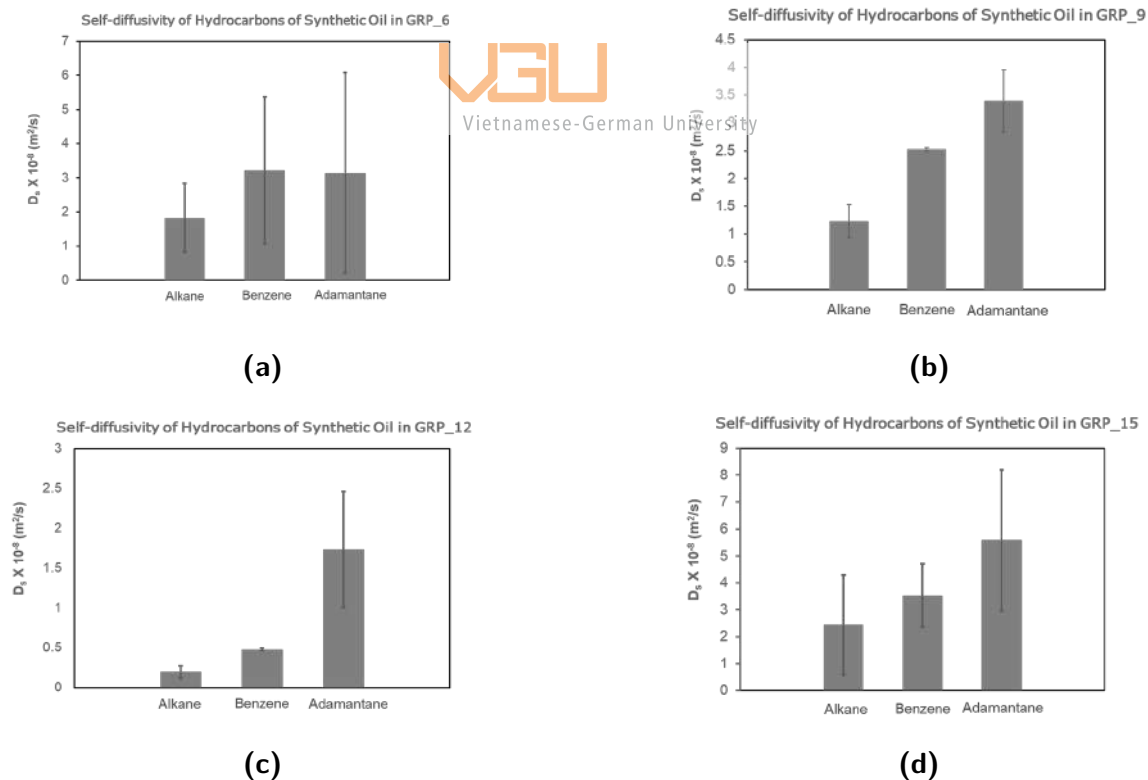 Self-diffusivity of Hydrocarbons of Synthetic Oil in GRP_6
7
6
5
4
3
2
1
0
Dₛ X 10⁻⁸ (m²/s)
Alkane Benzene Adamantane
(a)
VGU
Vietnamese-German University
Self-diffusivity of Hydrocarbons of Synthetic Oil in GRP_9
4.5
4
3.5
3
2.5
2
1.5
1
0.5
0
Dₛ X 10⁻⁸ (m²/s)
Alkane Benzene Adamantane
(b)
Self-diffusivity of Hydrocarbons of Synthetic Oil in GRP_12
3
2.5
2
1.5
1
0.5
0
Dₛ X 10⁻⁸ (m²/s)
Alkane Benzene Adamantane
(c)
Self-diffusivity of Hydrocarbons of Synthetic Oil in GRP_15
9
8
7
6
5
4
3
2
1
0
Dₛ X 10⁻⁸ (m²/s)
Alkane Benzene Adamantane
(d)